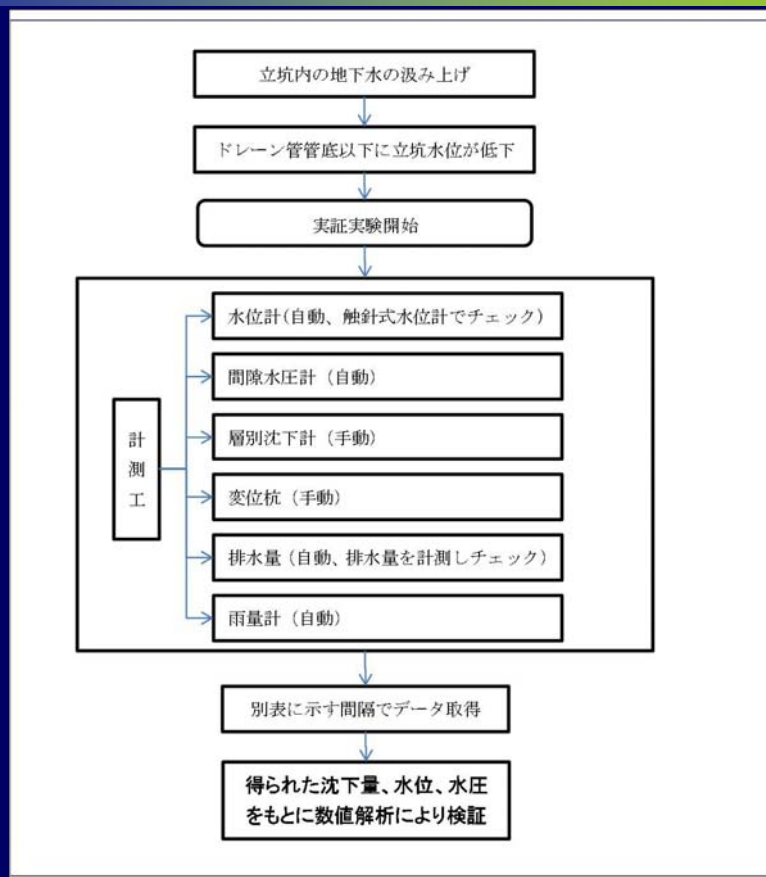 立坑内の地下水の汲み上げ
ドレーン管管底以下に立坑水位が低下
実証実験開始
計
測
工
水位計(自動、触針式水位計でチェック)
間隙水圧計（自動）
層別沈下計（手動）
変位杭（手動）
排水量（自動、排水量を計測しチェック）
雨量計（自動）
別表に示す間隔でデータ取得
得られた沈下量、水位、水圧
をもとに数値解析により検証